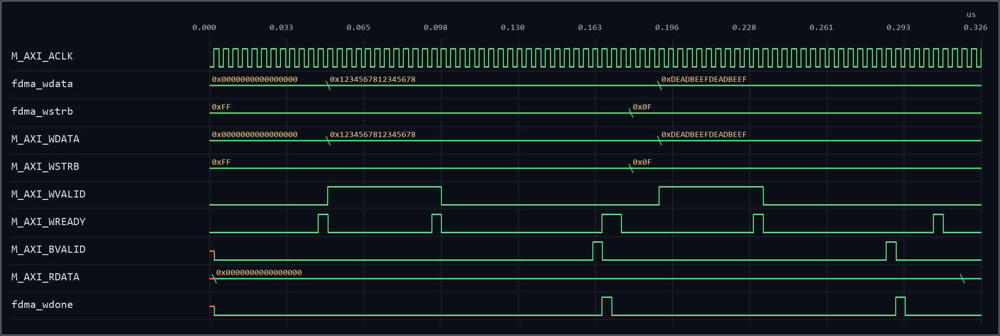 us
0.000 0.033 0.065 0.098 0.130 0.163 0.196 0.228 0.261 0.293 0.326
M_AXI_ACLK
fdma_wdata 0x0000000000000000 0x1234567812345678 0xDEADBEEFDEADBEEF
fdma_wstrb 0xFF 0x0F
M_AXI_WDATA 0x0000000000000000 0x1234567812345678 0xDEADBEEFDEADBEEF
M_AXI_WSTRB 0xFF 0x0F
M_AXI_WVALID
M_AXI_WREADY
M_AXI_BVALID
M_AXI_RDATA 0x0000000000000000
fdma_wdone